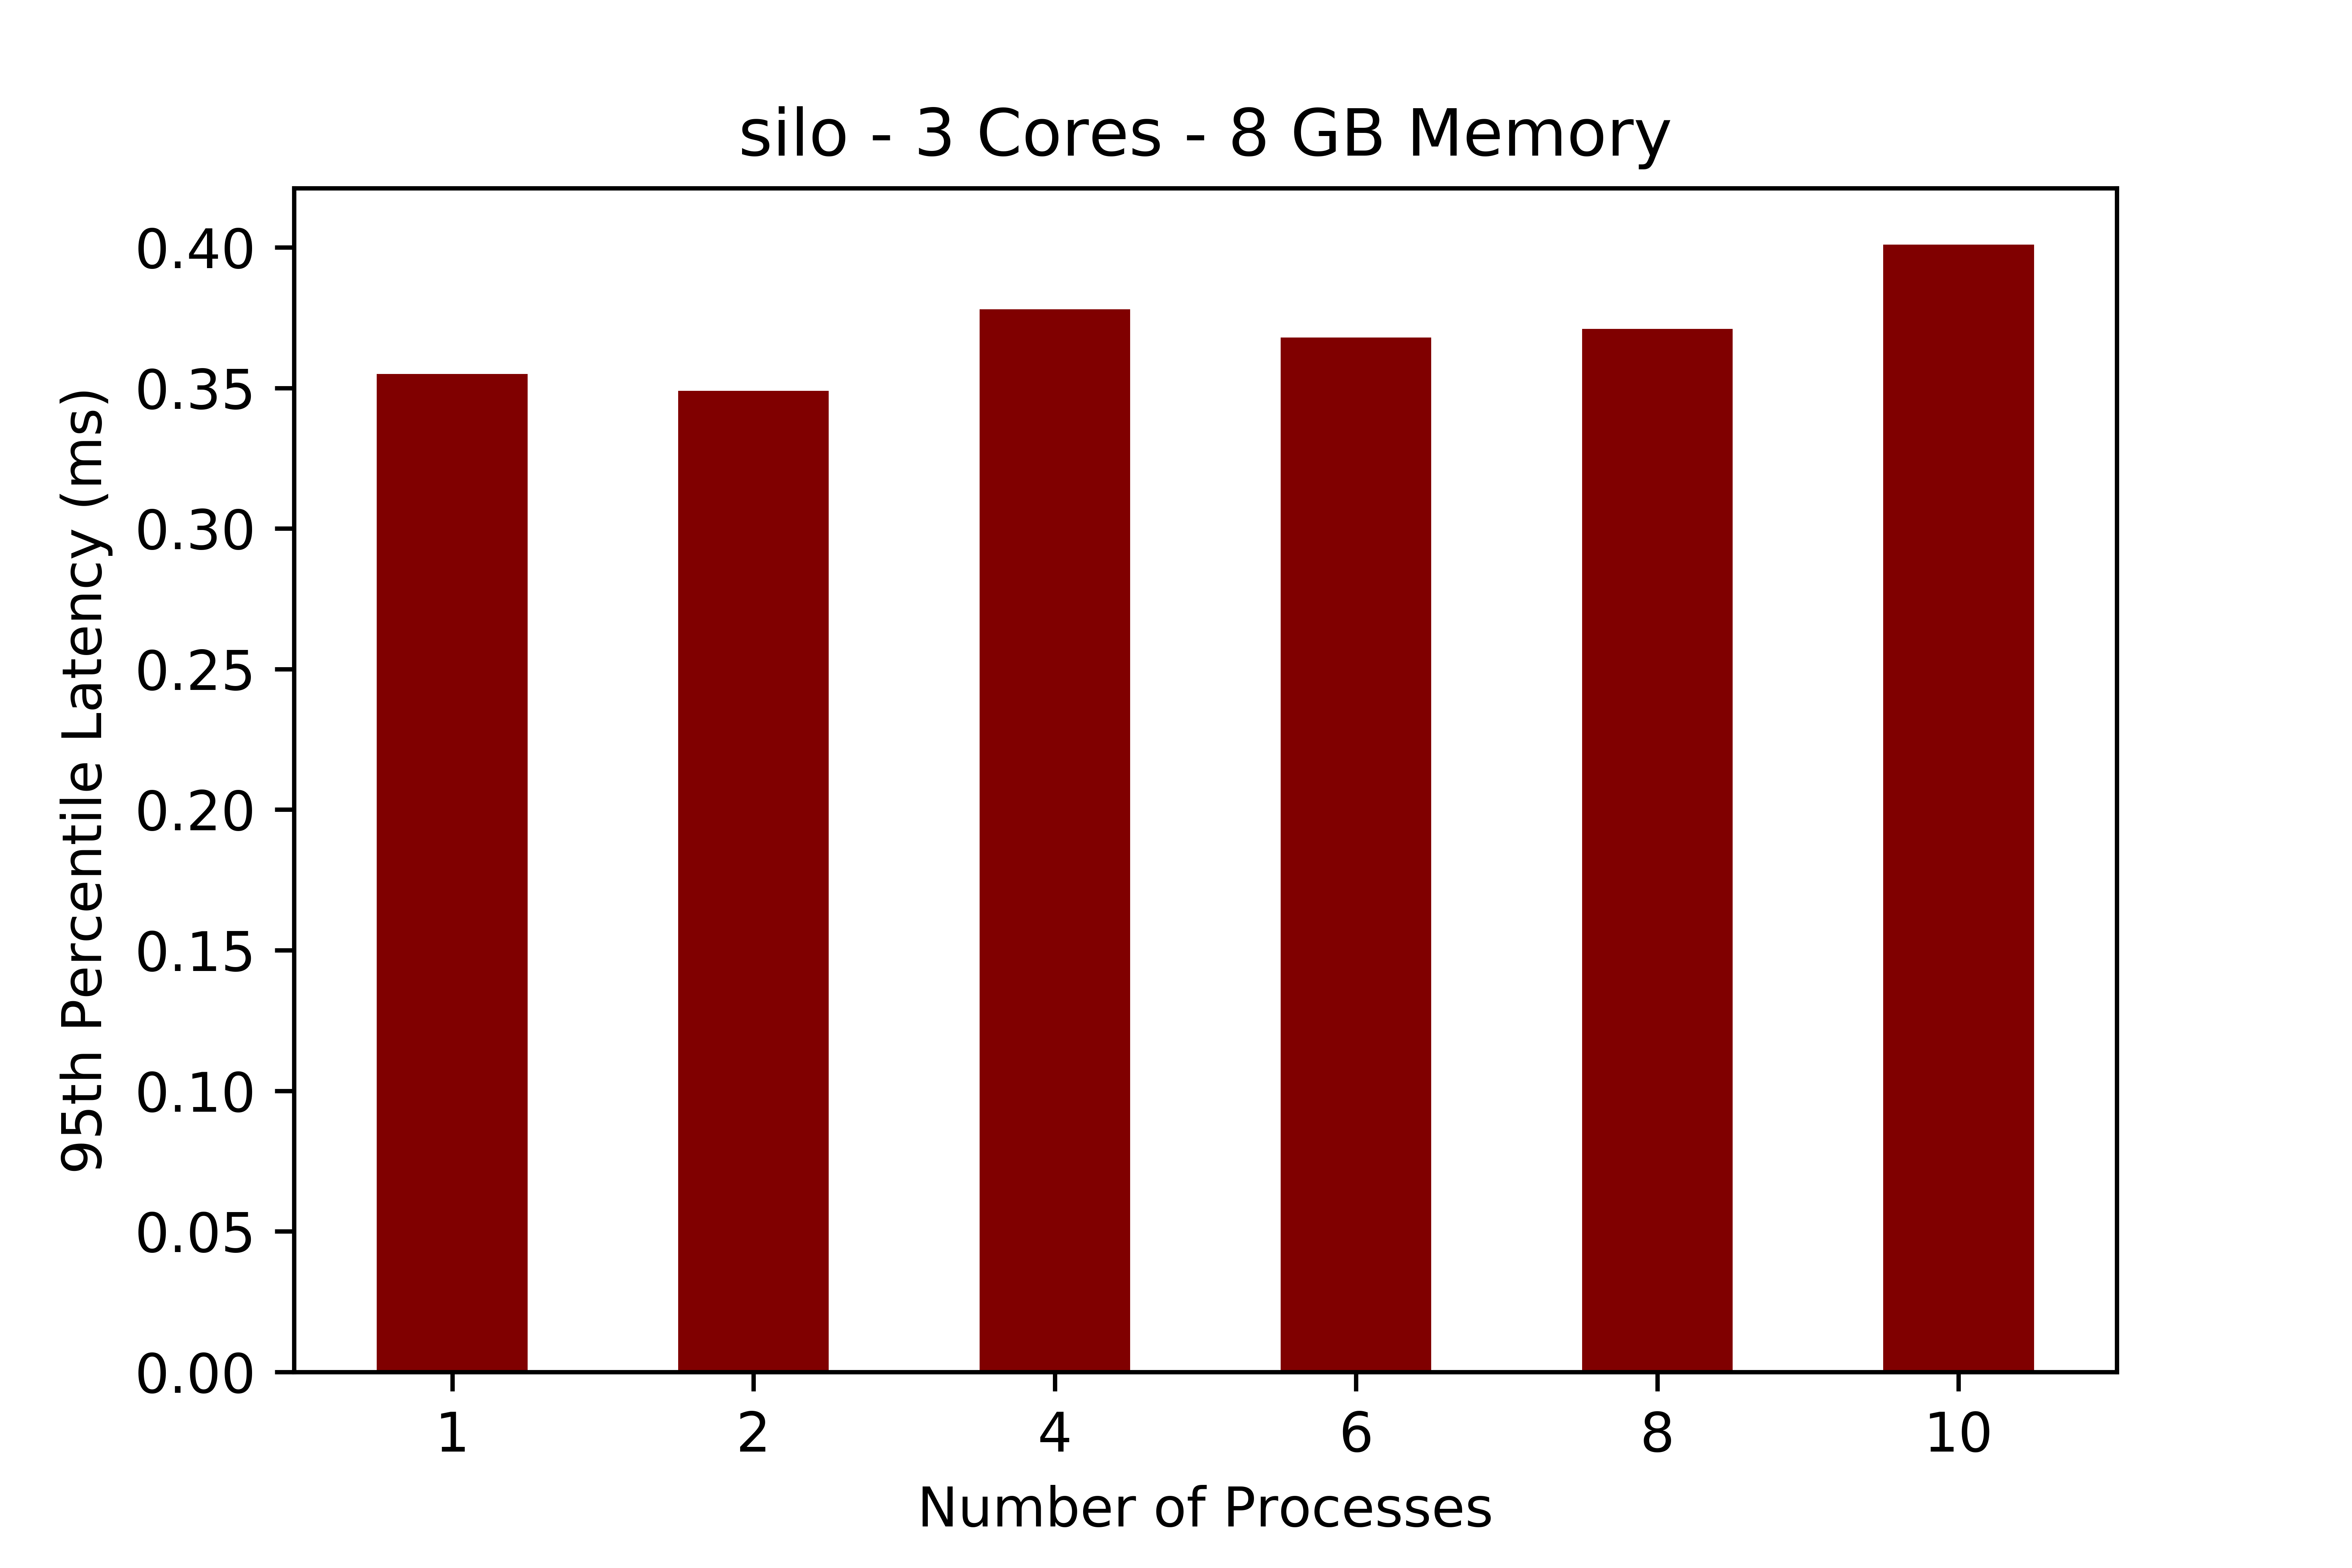 silo - 3 Cores - 8 GB Memory
95th Percentile Latency (ms)
0.40
0.35
0.30
0.25
0.20
0.15
0.10
0.05
0.00
1 2 4 6 8 10
Number of Processes